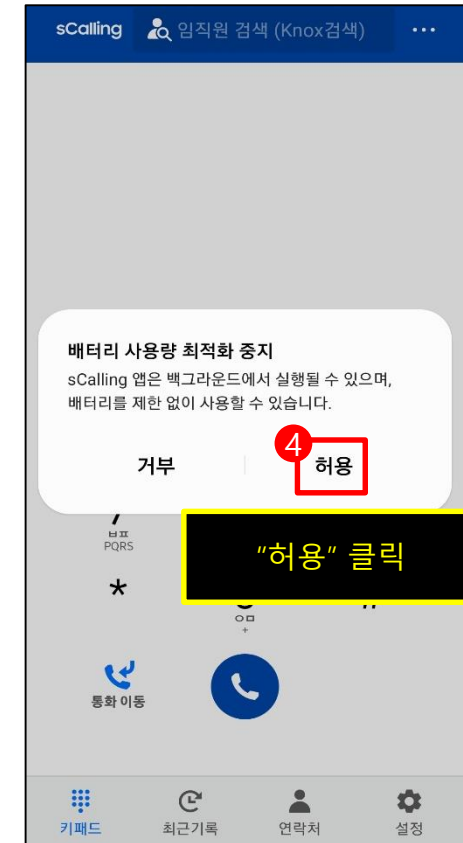 sCalling 임직원 검색 (Knox검색)
배터리 사용량 최적화 중지
sCalling 앱은 백그라운드에서 실행될 수 있으며,
배터리를 제한 없이 사용할 수 있습니다.
4
거부 허용
ㅂㅍ
PQRS
"허용" 클릭
*
ㅇㅁ
+
통화 이동
키패드 최근기록 연락처 설정